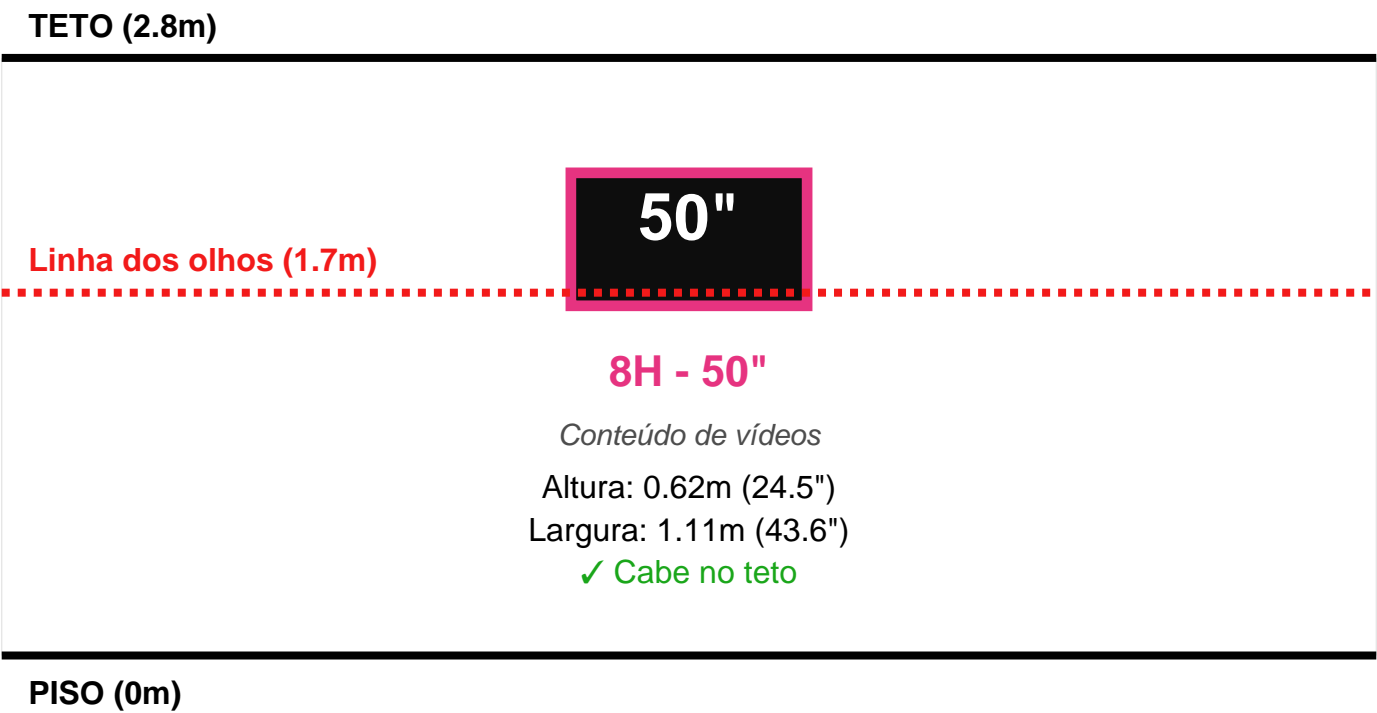 TETO (2.8m)
50"
Linha dos olhos (1.7m)
8H - 50"
Conteúdo de vídeos
Altura: 0.62m (24.5")
Largura: 1.11m (43.6")
✓ Cabe no teto
PISO (0m)